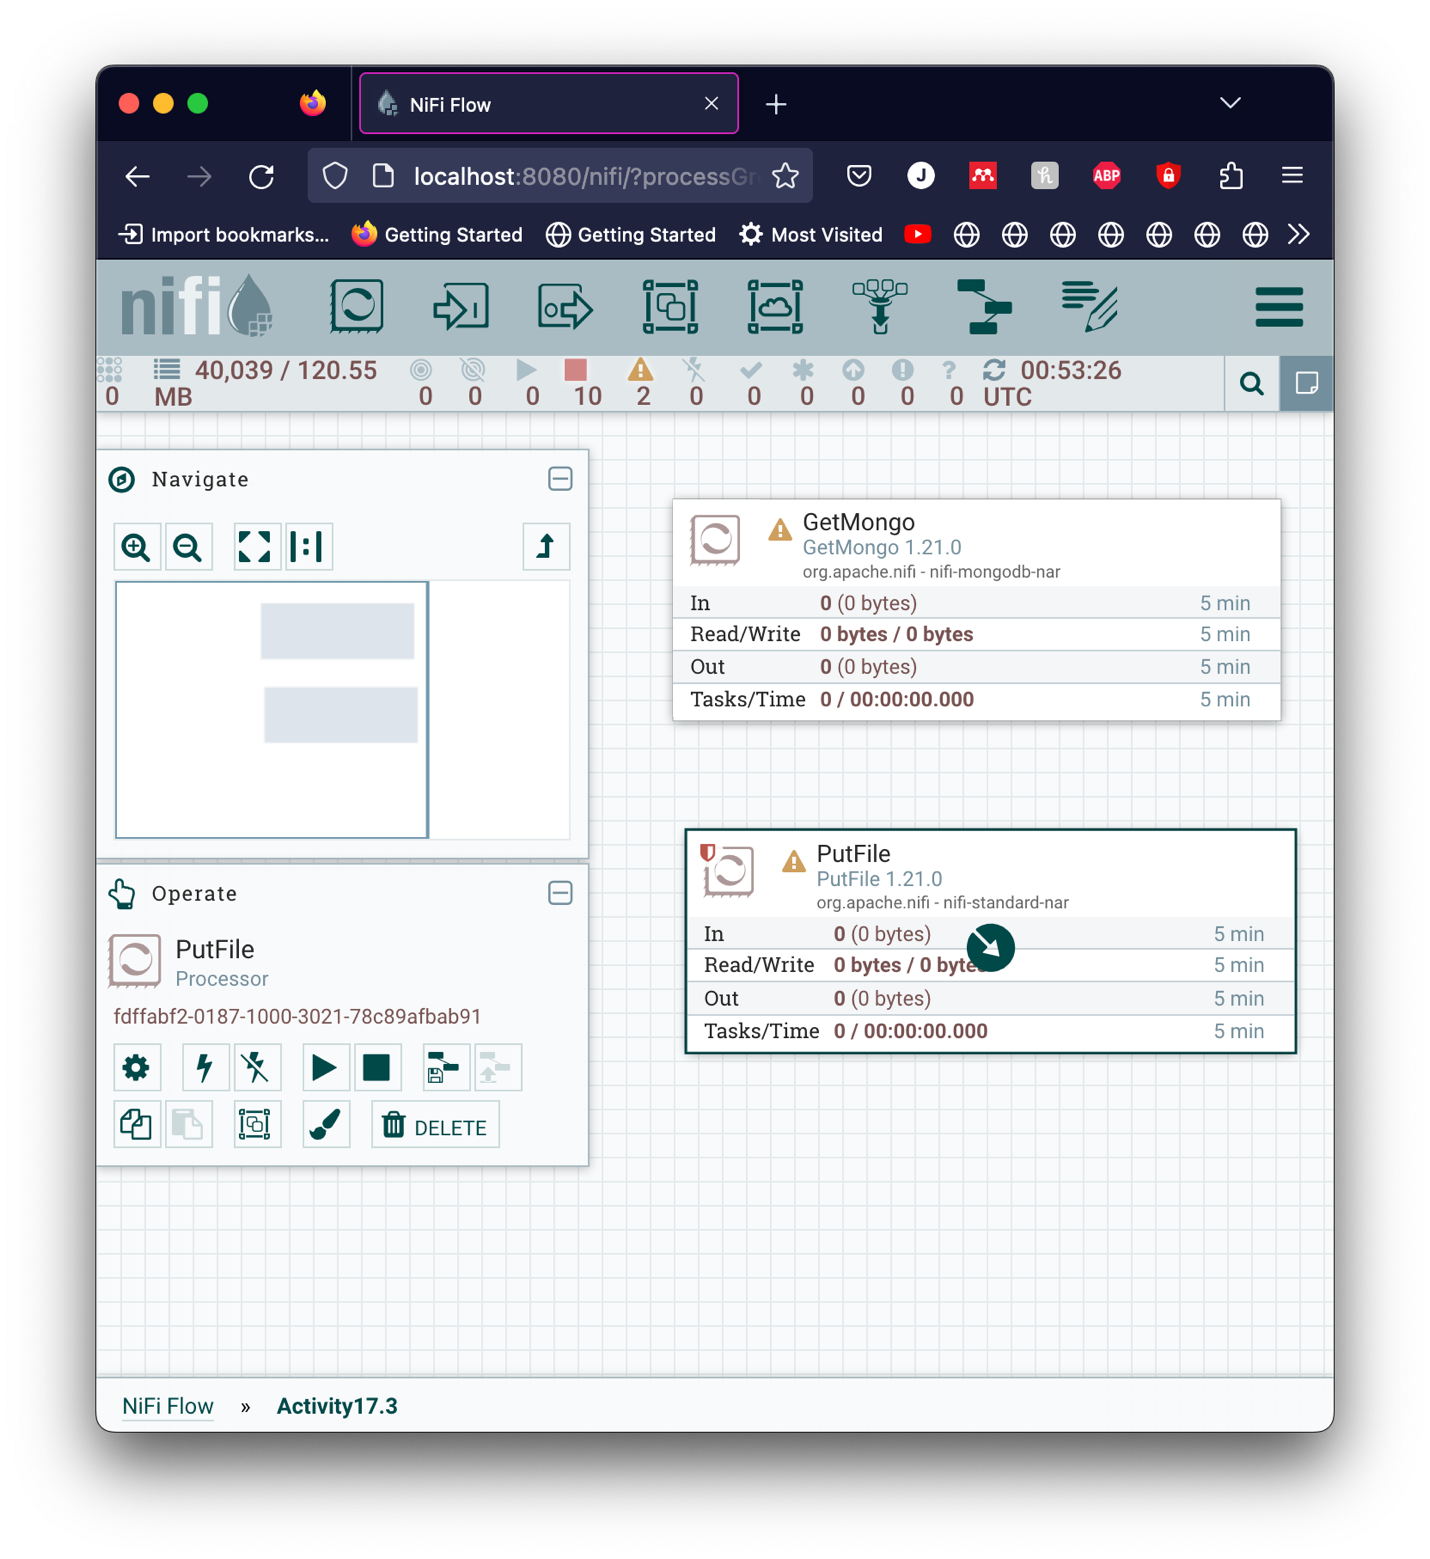 NiFi Flow
localhost:8080/nifi/?processGr
J
ABP
Import bookmarks...
Getting Started
Getting Started
Most Visited
nifi
0
40,039 / 120.55 MB
0
0
0
10
2
0
0
0
0
0
0
00:53:26 UTC
Navigate
GetMongo
GetMongo 1.21.0
org.apache.nifi - nifi-mongodb-nar
In 0 (0 bytes) 5 min
Read/Write 0 bytes / 0 bytes 5 min
Out 0 (0 bytes) 5 min
Tasks/Time 0 / 00:00:00.000 5 min
PutFile
PutFile 1.21.0
org.apache.nifi - nifi-standard-nar
In 0 (0 bytes) 5 min
Read/Write 0 bytes / 0 byte 5 min
Out 0 (0 bytes) 5 min
Tasks/Time 0 / 00:00:00.000 5 min
Operate
PutFile
Processor
fdffabf2-0187-1000-3021-78c89afbab91
DELETE
NiFi Flow » Activity17.3